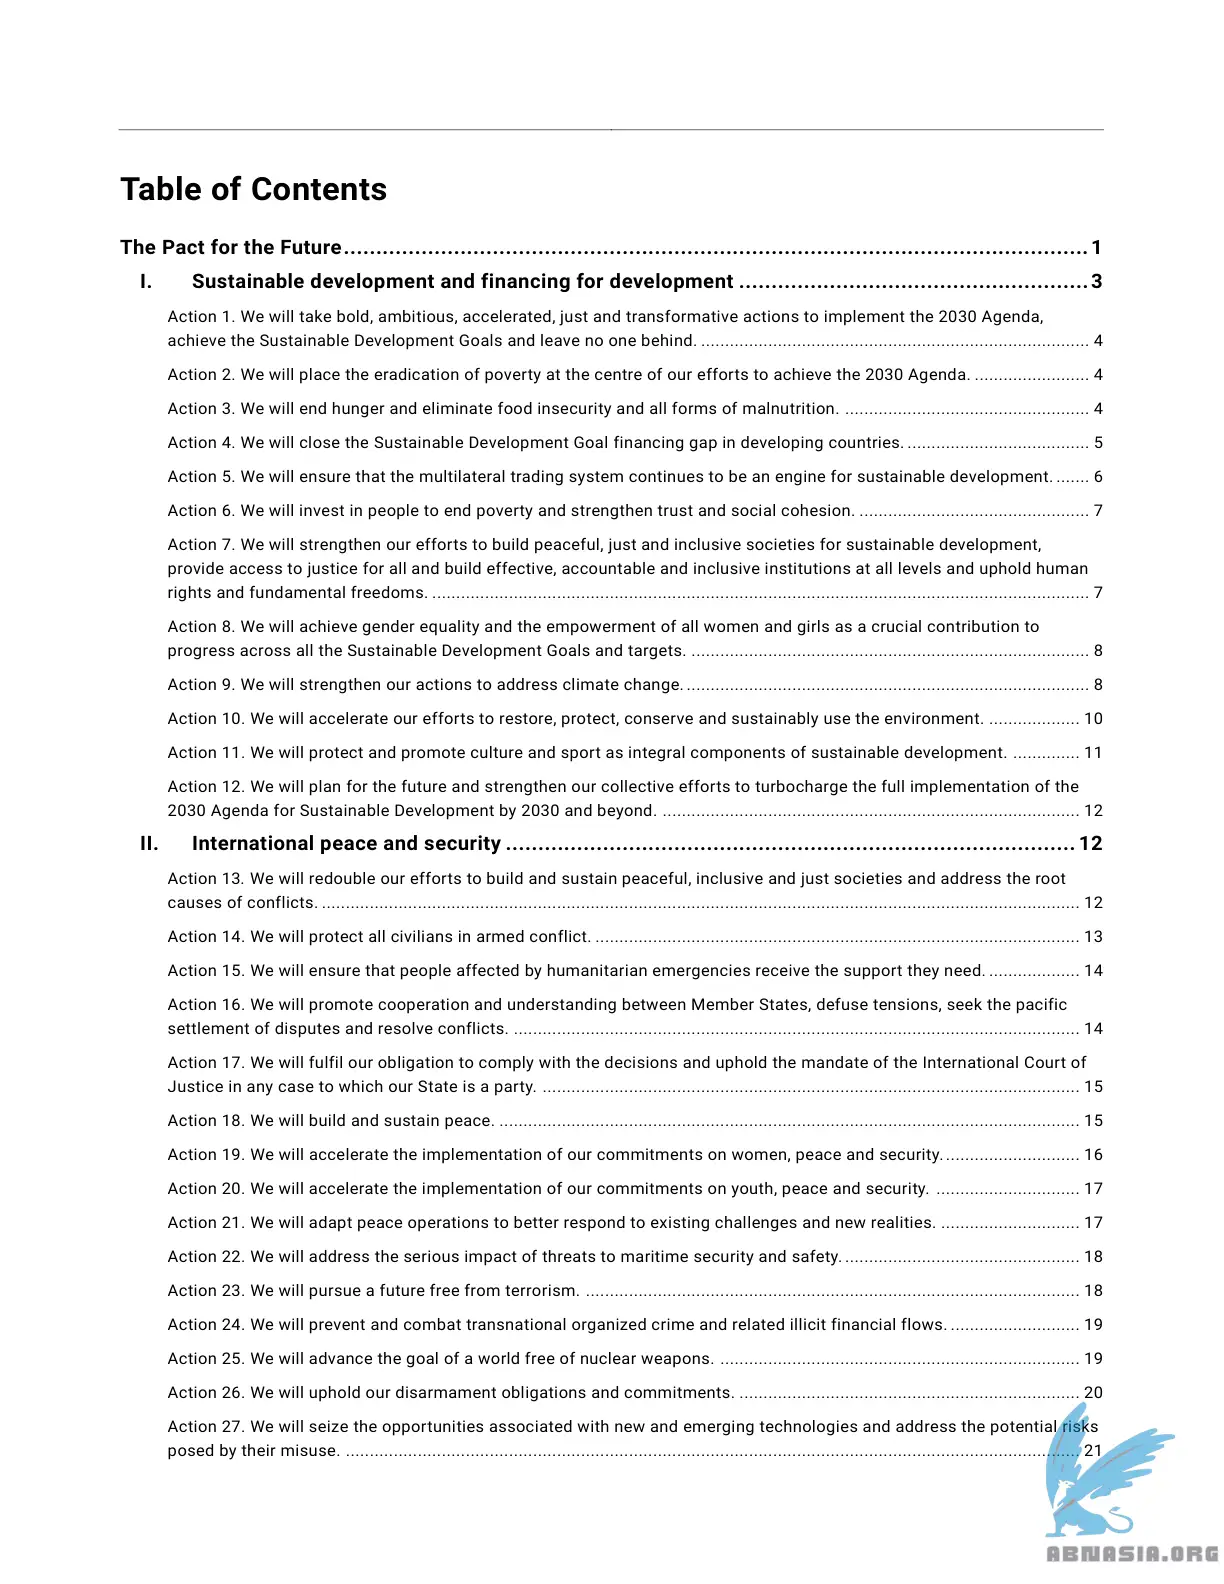 Table of Contents
The Pact for the Future........................................................................................................................1
I. Sustainable development and financing for development ......................................................3
Action 1. We will take bold, ambitious, accelerated, just and transformative actions to implement the 2030 Agenda,
achieve the Sustainable Development Goals and leave no one behind. ................................................................................. 4
Action 2. We will place the eradication of poverty at the centre of our efforts to achieve the 2030 Agenda. ........................ 4
Action 3. We will end hunger and eliminate food insecurity and all forms of malnutrition. ................................................... 4
Action 4. We will close the Sustainable Development Goal financing gap in developing countries. ...................................... 5
Action 5. We will ensure that the multilateral trading system continues to be an engine for sustainable development. ....... 6
Action 6. We will invest in people to end poverty and strengthen trust and social cohesion. ................................................ 7
Action 7. We will strengthen our efforts to build peaceful, just and inclusive societies for sustainable development,
provide access to justice for all and build effective, accountable and inclusive institutions at all levels and uphold human
rights and fundamental freedoms. ......................................................................................................................................... 7
Action 8. We will achieve gender equality and the empowerment of all women and girls as a crucial contribution to
progress across all the Sustainable Development Goals and targets. ................................................................................... 8
Action 9. We will strengthen our actions to address climate change. .................................................................................... 8
Action 10. We will accelerate our efforts to restore, protect, conserve and sustainably use the environment. ................... 10
Action 11. We will protect and promote culture and sport as integral components of sustainable development. .............. 11
Action 12. We will plan for the future and strengthen our collective efforts to turbocharge the full implementation of the
2030 Agenda for Sustainable Development by 2030 and beyond. ....................................................................................... 12
II. International peace and security ........................................................................................ 12
Action 13. We will redouble our efforts to build and sustain peaceful, inclusive and just societies and address the root
causes of conflicts. .............................................................................................................................................................. 12
Action 14. We will protect all civilians in armed conflict. ..................................................................................................... 13
Action 15. We will ensure that people affected by humanitarian emergencies receive the support they need. ................... 14
Action 16. We will promote cooperation and understanding between Member States, defuse tensions, seek the pacific
settlement of disputes and resolve conflicts. ...................................................................................................................... 14
Action 17. We will fulfil our obligation to comply with the decisions and uphold the mandate of the International Court of
Justice in any case to which our State is a party. ................................................................................................................ 15
Action 18. We will build and sustain peace. ......................................................................................................................... 15
Action 19. We will accelerate the implementation of our commitments on women, peace and security. ............................ 16
Action 20. We will accelerate the implementation of our commitments on youth, peace and security. .............................. 17
Action 21. We will adapt peace operations to better respond to existing challenges and new realities. ............................. 17
Action 22. We will address the serious impact of threats to maritime security and safety. ................................................. 18
Action 23. We will pursue a future free from terrorism. ....................................................................................................... 18
Action 24. We will prevent and combat transnational organized crime and related illicit financial flows. ........................... 19
Action 25. We will advance the goal of a world free of nuclear weapons. ........................................................................... 19
Action 26. We will uphold our disarmament obligations and commitments. ....................................................................... 20
Action 27. We will seize the opportunities associated with new and emerging technologies and address the potential risks
posed by their misuse. ......................................................................................................................................................... 21
ABNASIA.ORG